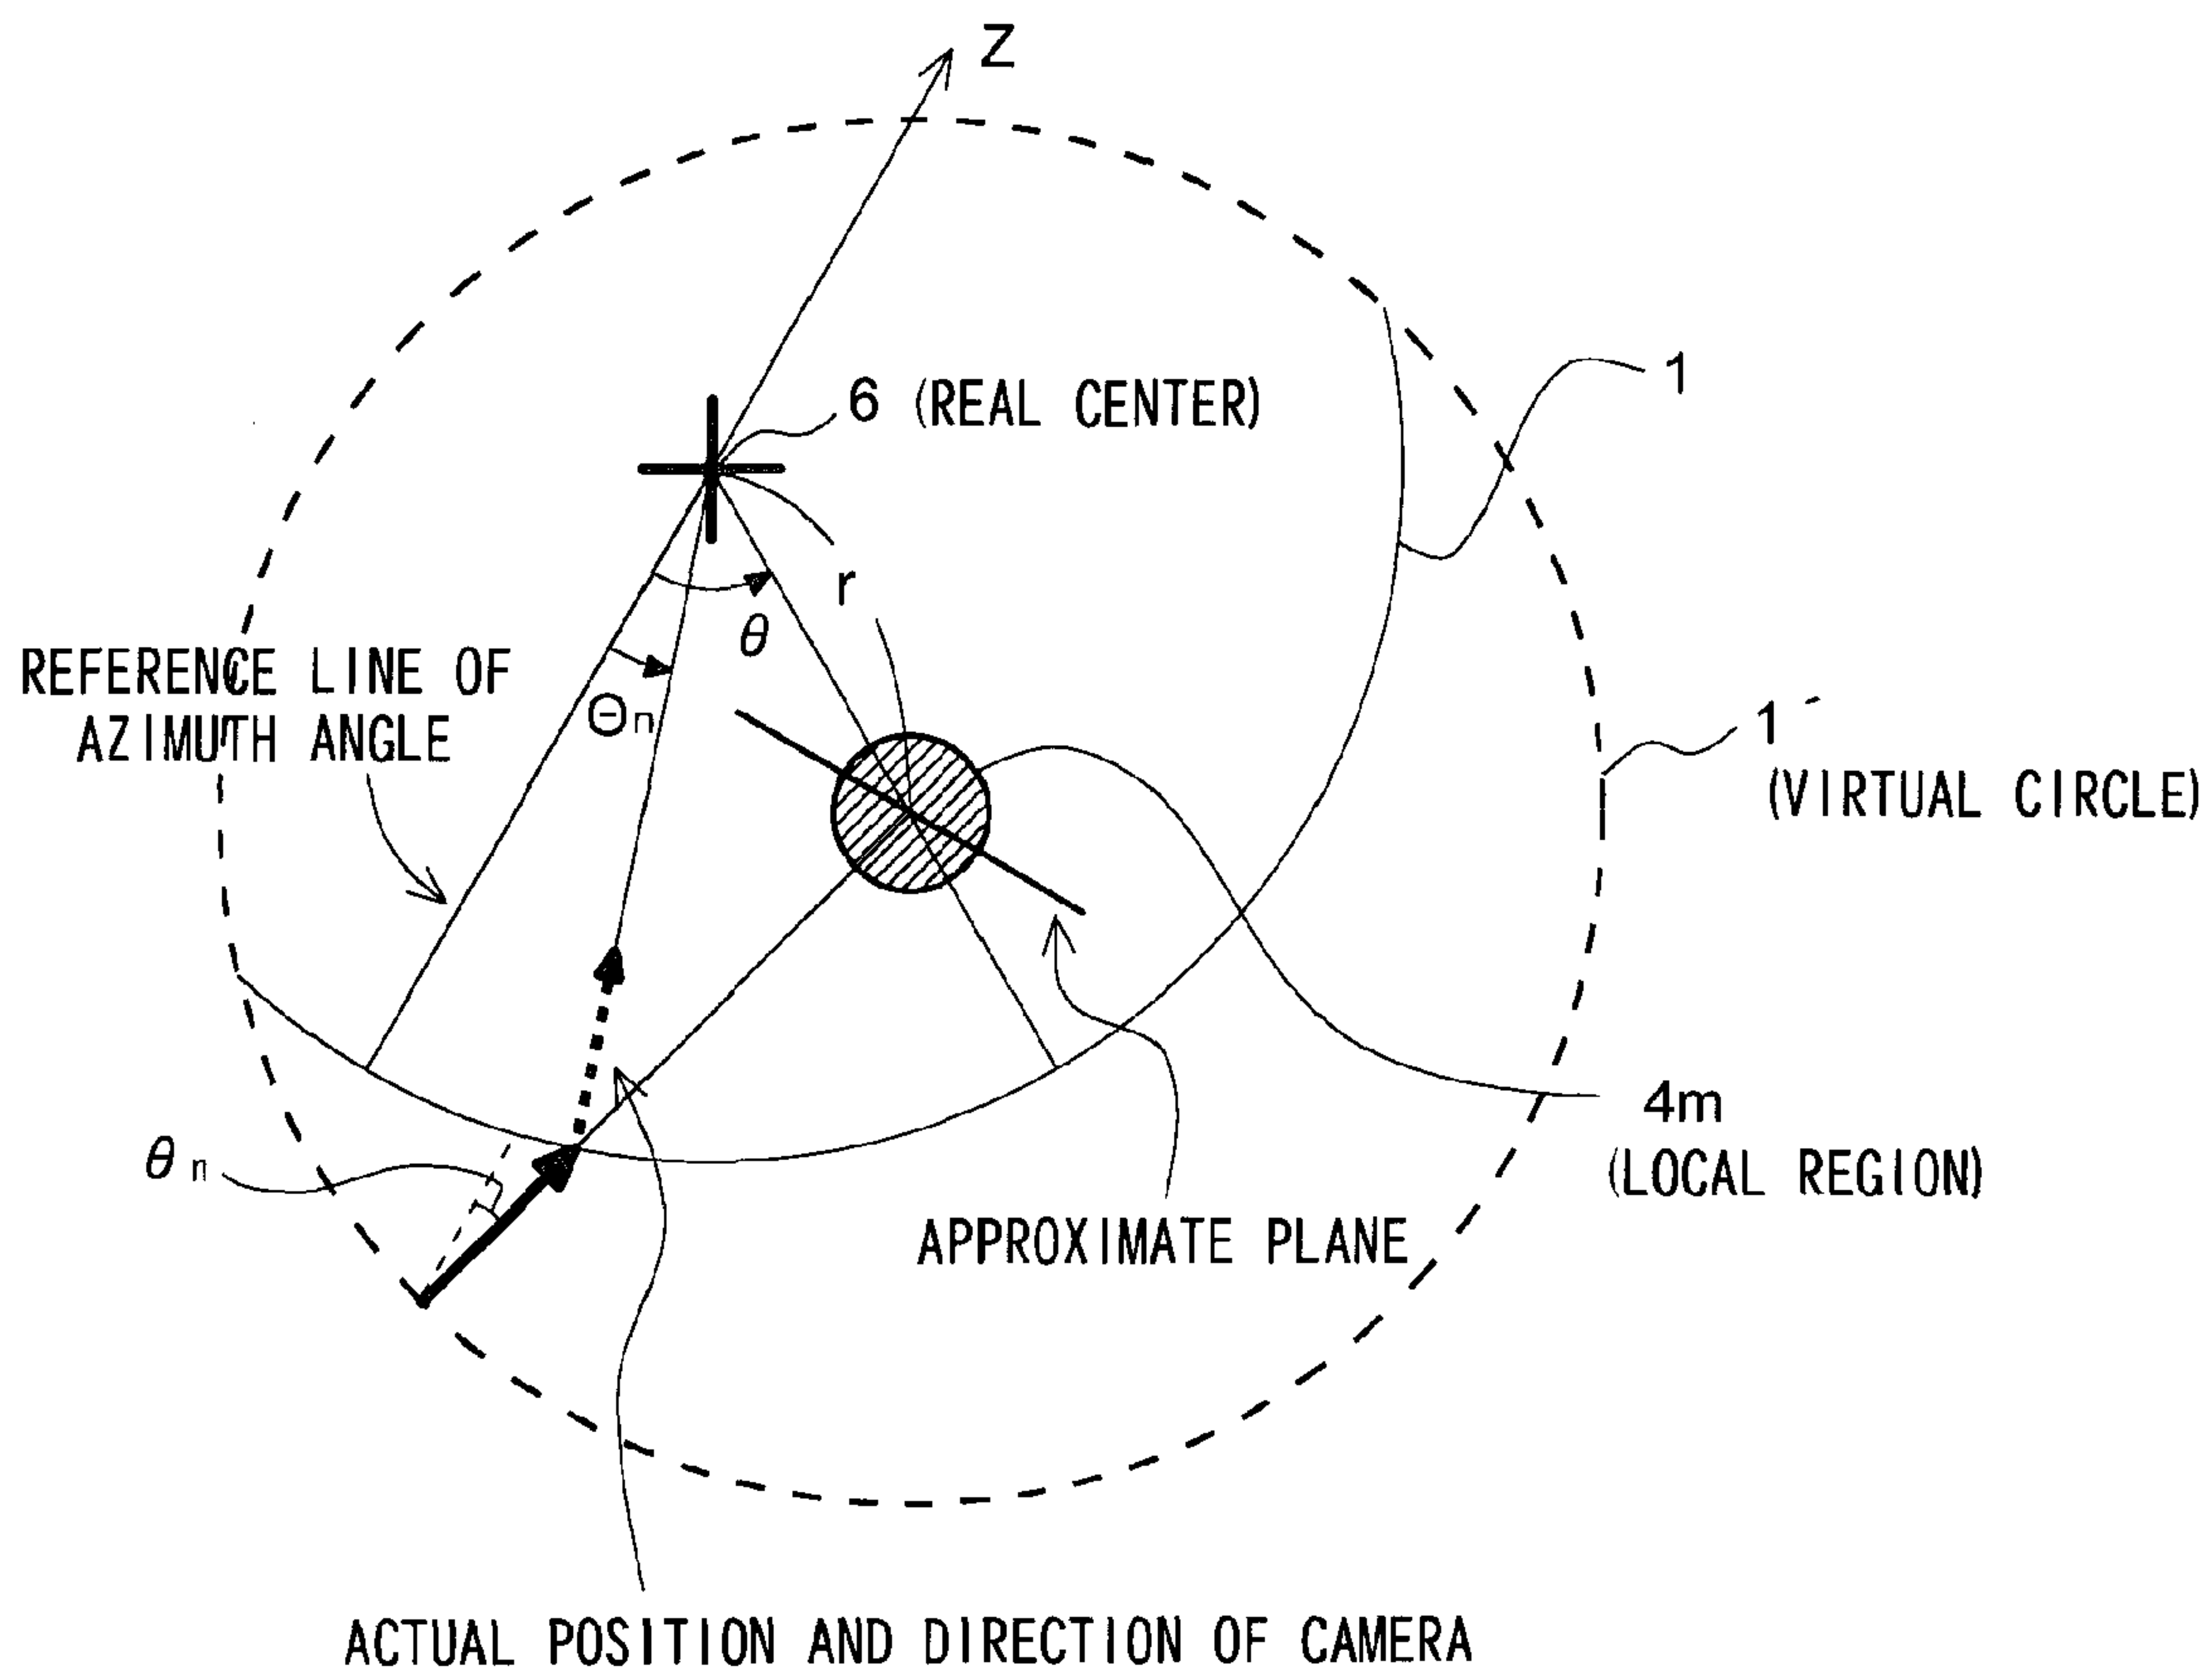 Z
6 (REAL CENTER)
1
r
θ
REFERENCE LINE OF
AZIMUTH ANGLE
Θn
1´
(VIRTUAL CIRCLE)
4m
(LOCAL REGION)
θn
APPROXIMATE PLANE
ACTUAL POSITION AND DIRECTION OF CAMERA